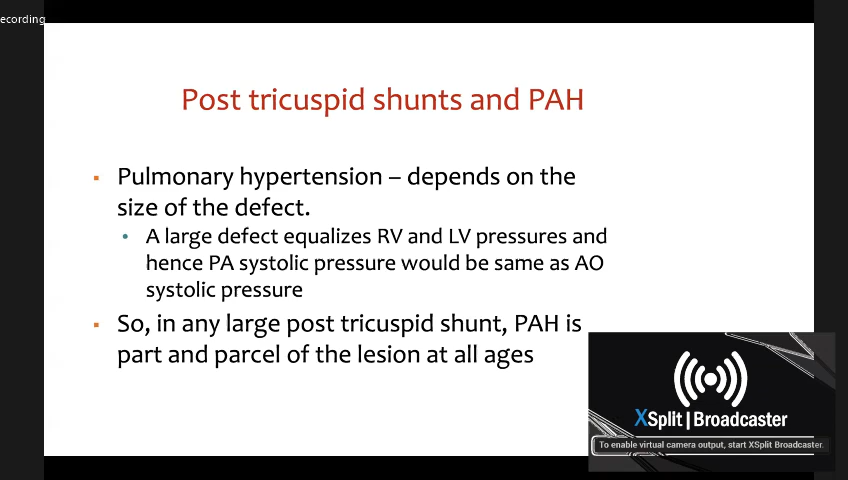 ecording
Post tricuspid shunts and PAH
▪ Pulmonary hypertension – depends on the
size of the defect.
• A large defect equalizes RV and LV pressures and
hence PA systolic pressure would be same as AO
systolic pressure
▪ So, in any large post tricuspid shunt, PAH is
part and parcel of the lesion at all ages
XSplit | Broadcaster
To enable virtual camera output, start XSplit Broadcaster.